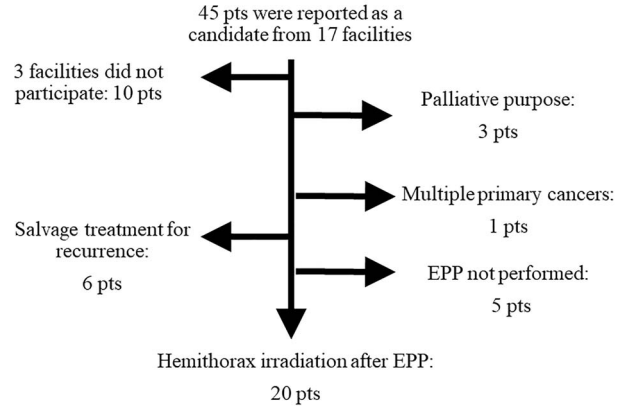 45 pts were reported as a
candidate from 17 facilities
3 facilities did not
participate: 10 pts
Palliative purpose:
3 pts
Multiple primary cancers:
1 pts
Salvage treatment for
recurrence:
6 pts
EPP not performed:
5 pts
Hemithorax irradiation after EPP:
20 pts